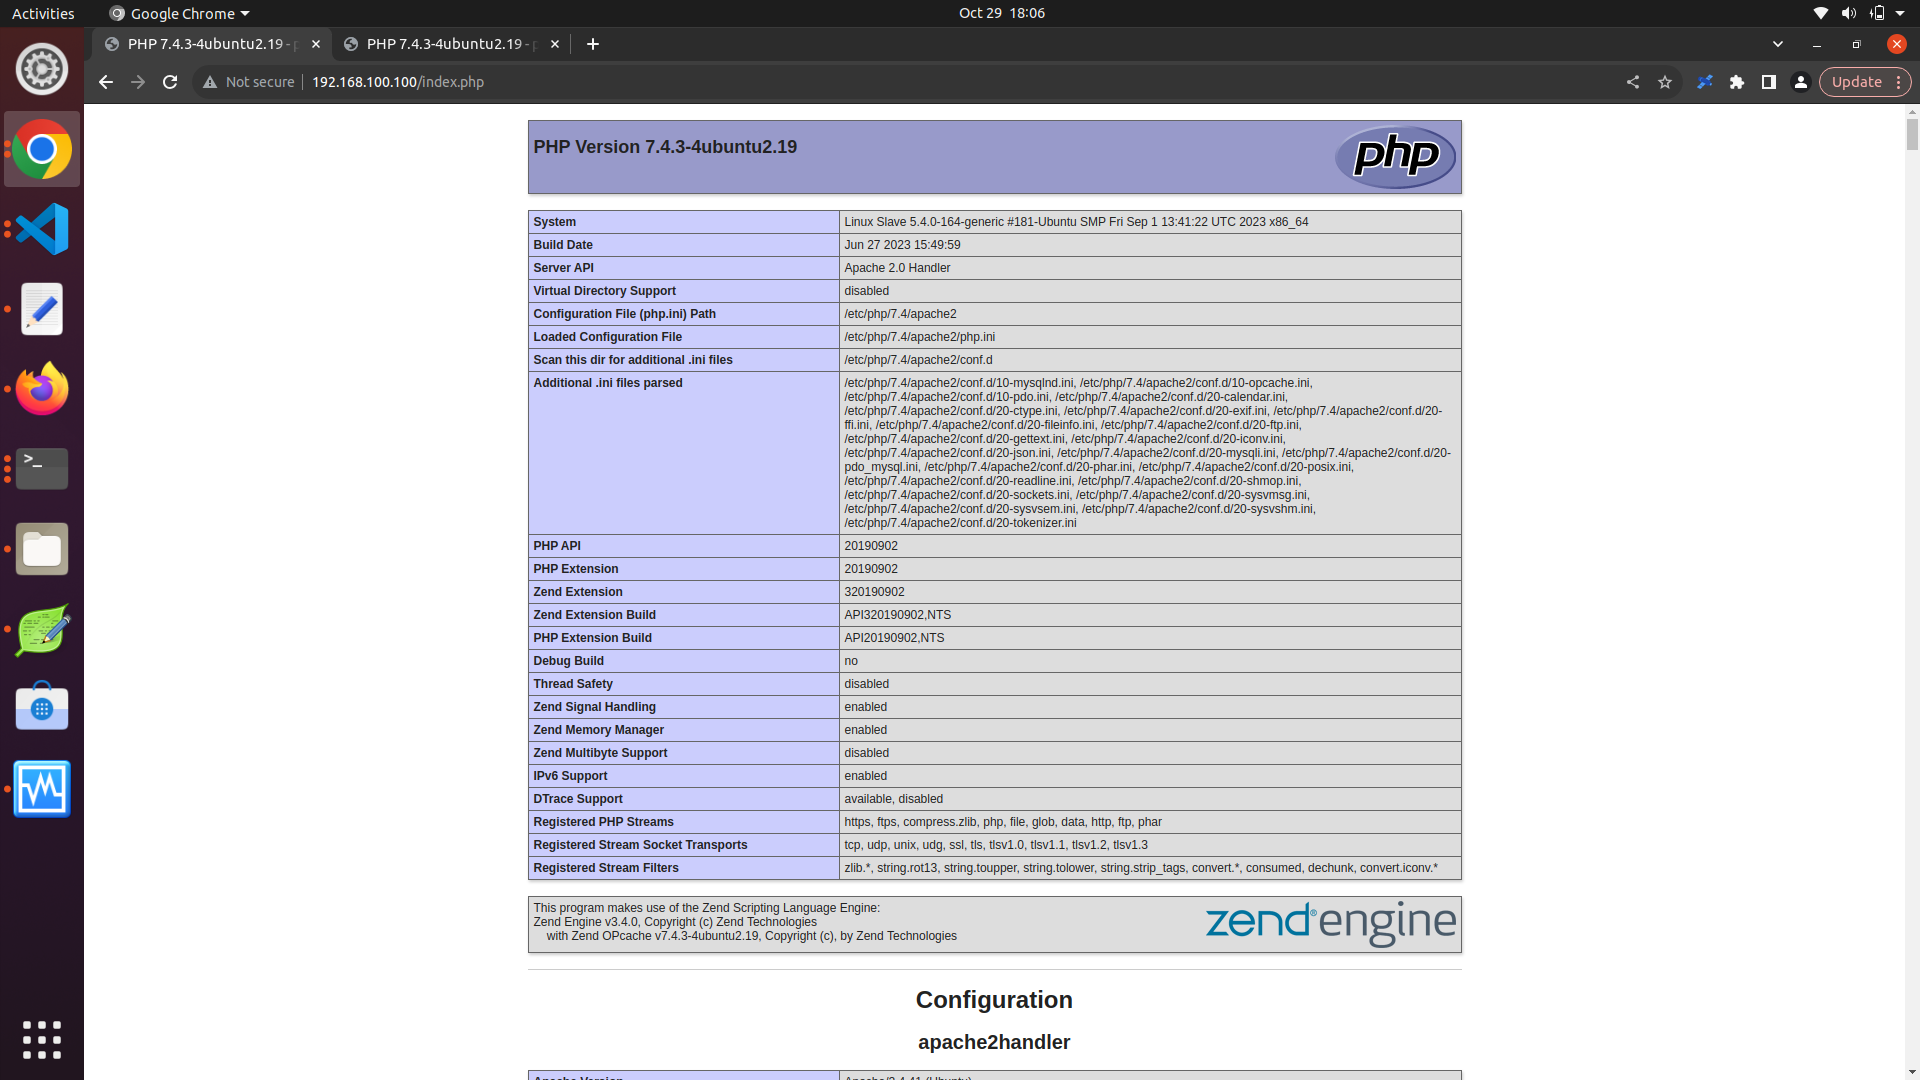 Activities
Google Chrome
Oct 29 18:06
PHP 7.4.3-4ubuntu2.19 -
PHP 7.4.3-4ubuntu2.19 -
Not secure
192.168.100.100/index.php
Update
PHP Version 7.4.3-4ubuntu2.19
php
System Linux Slave 5.4.0-164-generic #181-Ubuntu SMP Fri Sep 1 13:41:22 UTC 2023 x86_64
Build Date Jun 27 2023 15:49:59
Server API Apache 2.0 Handler
Virtual Directory Support disabled
Configuration File (php.ini) Path /etc/php/7.4/apache2
Loaded Configuration File /etc/php/7.4/apache2/php.ini
Scan this dir for additional .ini files /etc/php/7.4/apache2/conf.d
Additional .ini files parsed /etc/php/7.4/apache2/conf.d/10-mysqlnd.ini, /etc/php/7.4/apache2/conf.d/10-opcache.ini,
/etc/php/7.4/apache2/conf.d/10-pdo.ini, /etc/php/7.4/apache2/conf.d/20-calendar.ini,
/etc/php/7.4/apache2/conf.d/20-ctype.ini, /etc/php/7.4/apache2/conf.d/20-exif.ini, /etc/php/7.4/apache2/conf.d/20-
ffi.ini, /etc/php/7.4/apache2/conf.d/20-fileinfo.ini, /etc/php/7.4/apache2/conf.d/20-ftp.ini,
/etc/php/7.4/apache2/conf.d/20-gettext.ini, /etc/php/7.4/apache2/conf.d/20-iconv.ini,
/etc/php/7.4/apache2/conf.d/20-json.ini, /etc/php/7.4/apache2/conf.d/20-mysqli.ini, /etc/php/7.4/apache2/conf.d/20-
pdo_mysql.ini, /etc/php/7.4/apache2/conf.d/20-phar.ini, /etc/php/7.4/apache2/conf.d/20-posix.ini,
/etc/php/7.4/apache2/conf.d/20-readline.ini, /etc/php/7.4/apache2/conf.d/20-shmop.ini,
/etc/php/7.4/apache2/conf.d/20-sockets.ini, /etc/php/7.4/apache2/conf.d/20-sysvmsg.ini,
/etc/php/7.4/apache2/conf.d/20-sysvsem.ini, /etc/php/7.4/apache2/conf.d/20-sysvshm.ini,
/etc/php/7.4/apache2/conf.d/20-tokenizer.ini
PHP API 20190902
PHP Extension 20190902
Zend Extension 320190902
Zend Extension Build API320190902,NTS
PHP Extension Build API20190902,NTS
Debug Build no
Thread Safety disabled
Zend Signal Handling enabled
Zend Memory Manager enabled
Zend Multibyte Support disabled
IPv6 Support enabled
DTrace Support available, disabled
Registered PHP Streams https, ftps, compress.zlib, php, file, glob, data, http, ftp, phar
Registered Stream Socket Transports tcp, udp, unix, udg, ssl, tls, tlsv1.0, tlsv1.1, tlsv1.2, tlsv1.3
Registered Stream Filters zlib.*, string.rot13, string.toupper, string.tolower, string.strip_tags, convert.*, consumed, dechunk, convert.iconv.*
This program makes use of the Zend Scripting Language Engine:
Zend Engine v3.4.0, Copyright (c) Zend Technologies
with Zend OPcache v7.4.3-4ubuntu2.19, Copyright (c), by Zend Technologies
zend® engine
Configuration
apache2handler
Apache Version Apache/2.4.41 (Ubuntu)